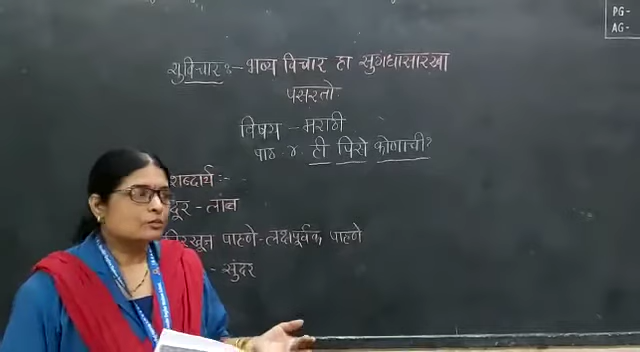 PG-
AG-
सुविचार :- भव्य विचार हा सुगंधासारखा
पसरतो
विषय - मराठी
पाठ ४. ही पिसे कोणाची?
शब्दार्थ :-
दूर - लांब
निरखून पाहणे - लक्षपूर्वक पाहणे
- सुंदर